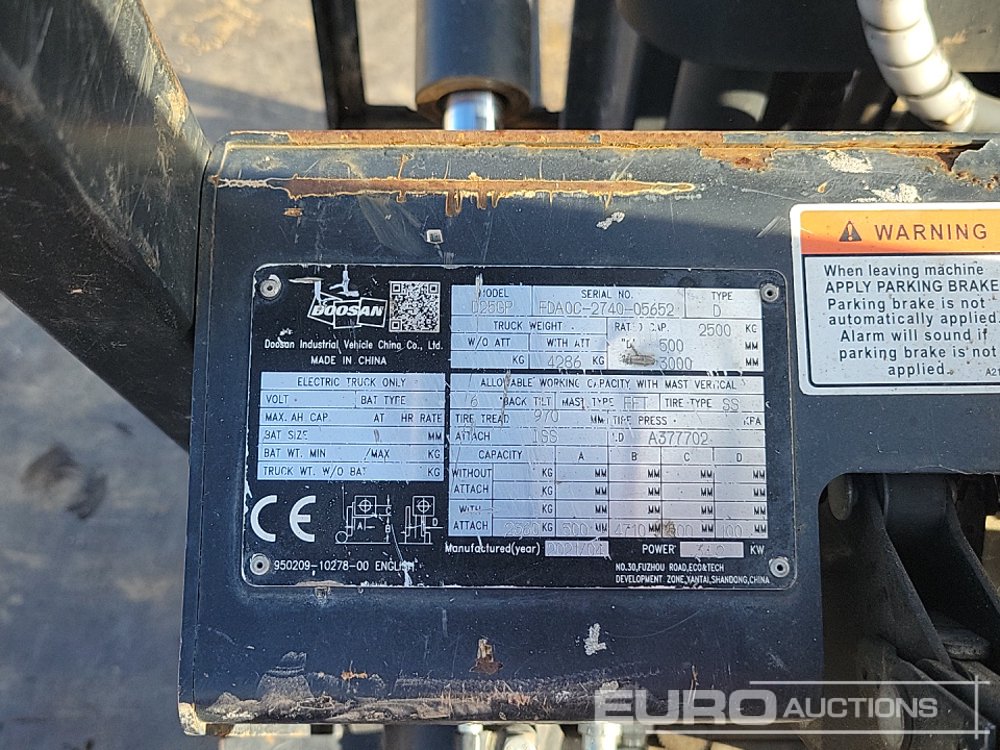 DOOSAN
Doosan Industrial Vehicle China Co., Ltd.
MADE IN CHINA
MODEL SERIAL NO. TYPE
D25GP FDA0C-2740-05652 D
TRUCK WEIGHT RATED CAP. 2500 KG
W/O ATT WITH ATT 500 MM
KG 4286 KG 3000 MM
ELECTRIC TRUCK ONLY
VOLT BAT TYPE
MAX. AH CAP. AT HR RATE
BAT SIZE MM
BAT WT. MIN /MAX KG
TRUCK WT. W/O BAT KG
ALLOWABLE WORKING CAPACITY WITH MAST VERTICAL
6 BACK TILT MAST TYPE FFT TIRE TYPE SS
TIRE TREAD 970 MM TIRE PRESS KPA
ATTACH ISS LD A377702
CAPACITY A B C D
WITHOUT KG MM MM MM MM
ATTACH KG MM MM MM MM
WITH KG MM MM MM MM
ATTACH KG 500 MM MM MM 100 MM
Manufactured(year) 2021/04 POWER KW
CE
A B D
950209-10278-00 ENGLISH
NO.30,FUZHOU ROAD,ECO&TECH
DEVELOPMENT ZONE,YANTAI,SHANDONG,CHINA
WARNING
When leaving machine
APPLY PARKING BRAKE
Parking brake is not
automatically applied.
Alarm will sound if
parking brake is not
applied.
EURO AUCTIONS